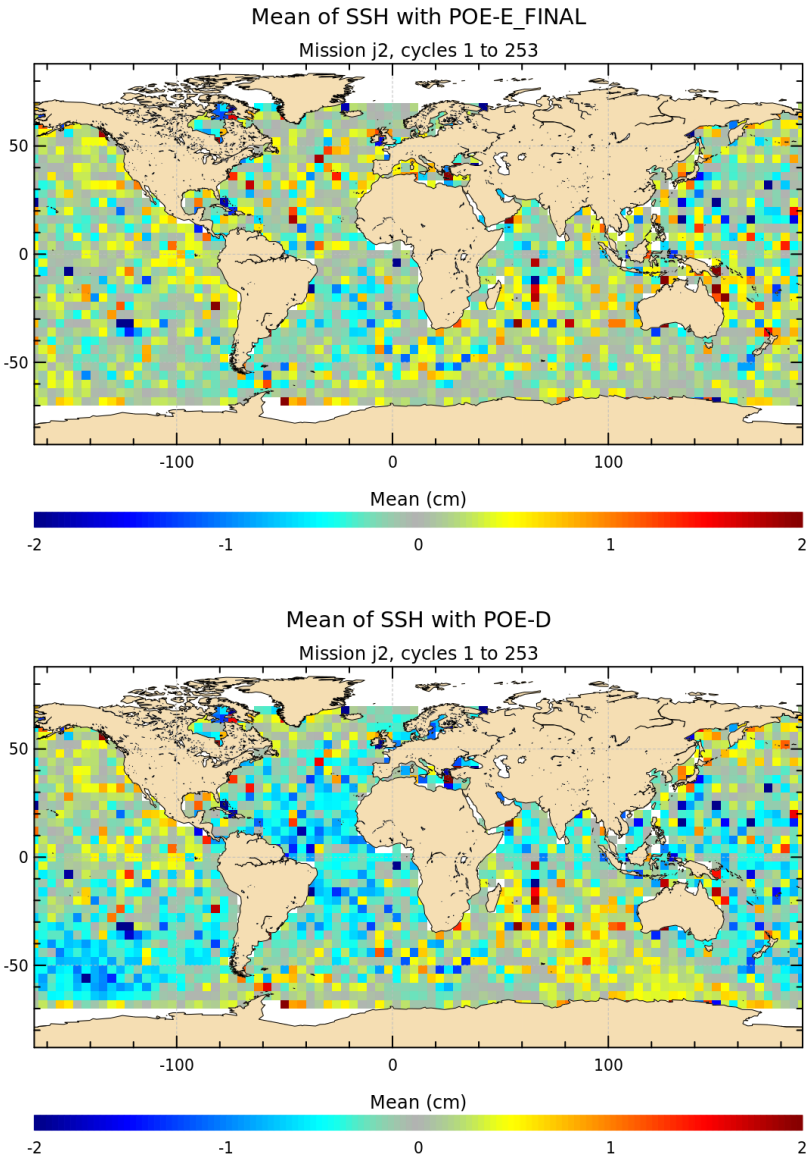 Mean of SSH with POE-E_FINAL
Mission j2, cycles 1 to 253
50
0
-50
-100 0 100
Mean (cm)
-2 -1 0 1 2
Mean of SSH with POE-D
Mission j2, cycles 1 to 253
50
0
-50
-100 0 100
Mean (cm)
-2 -1 0 1 2